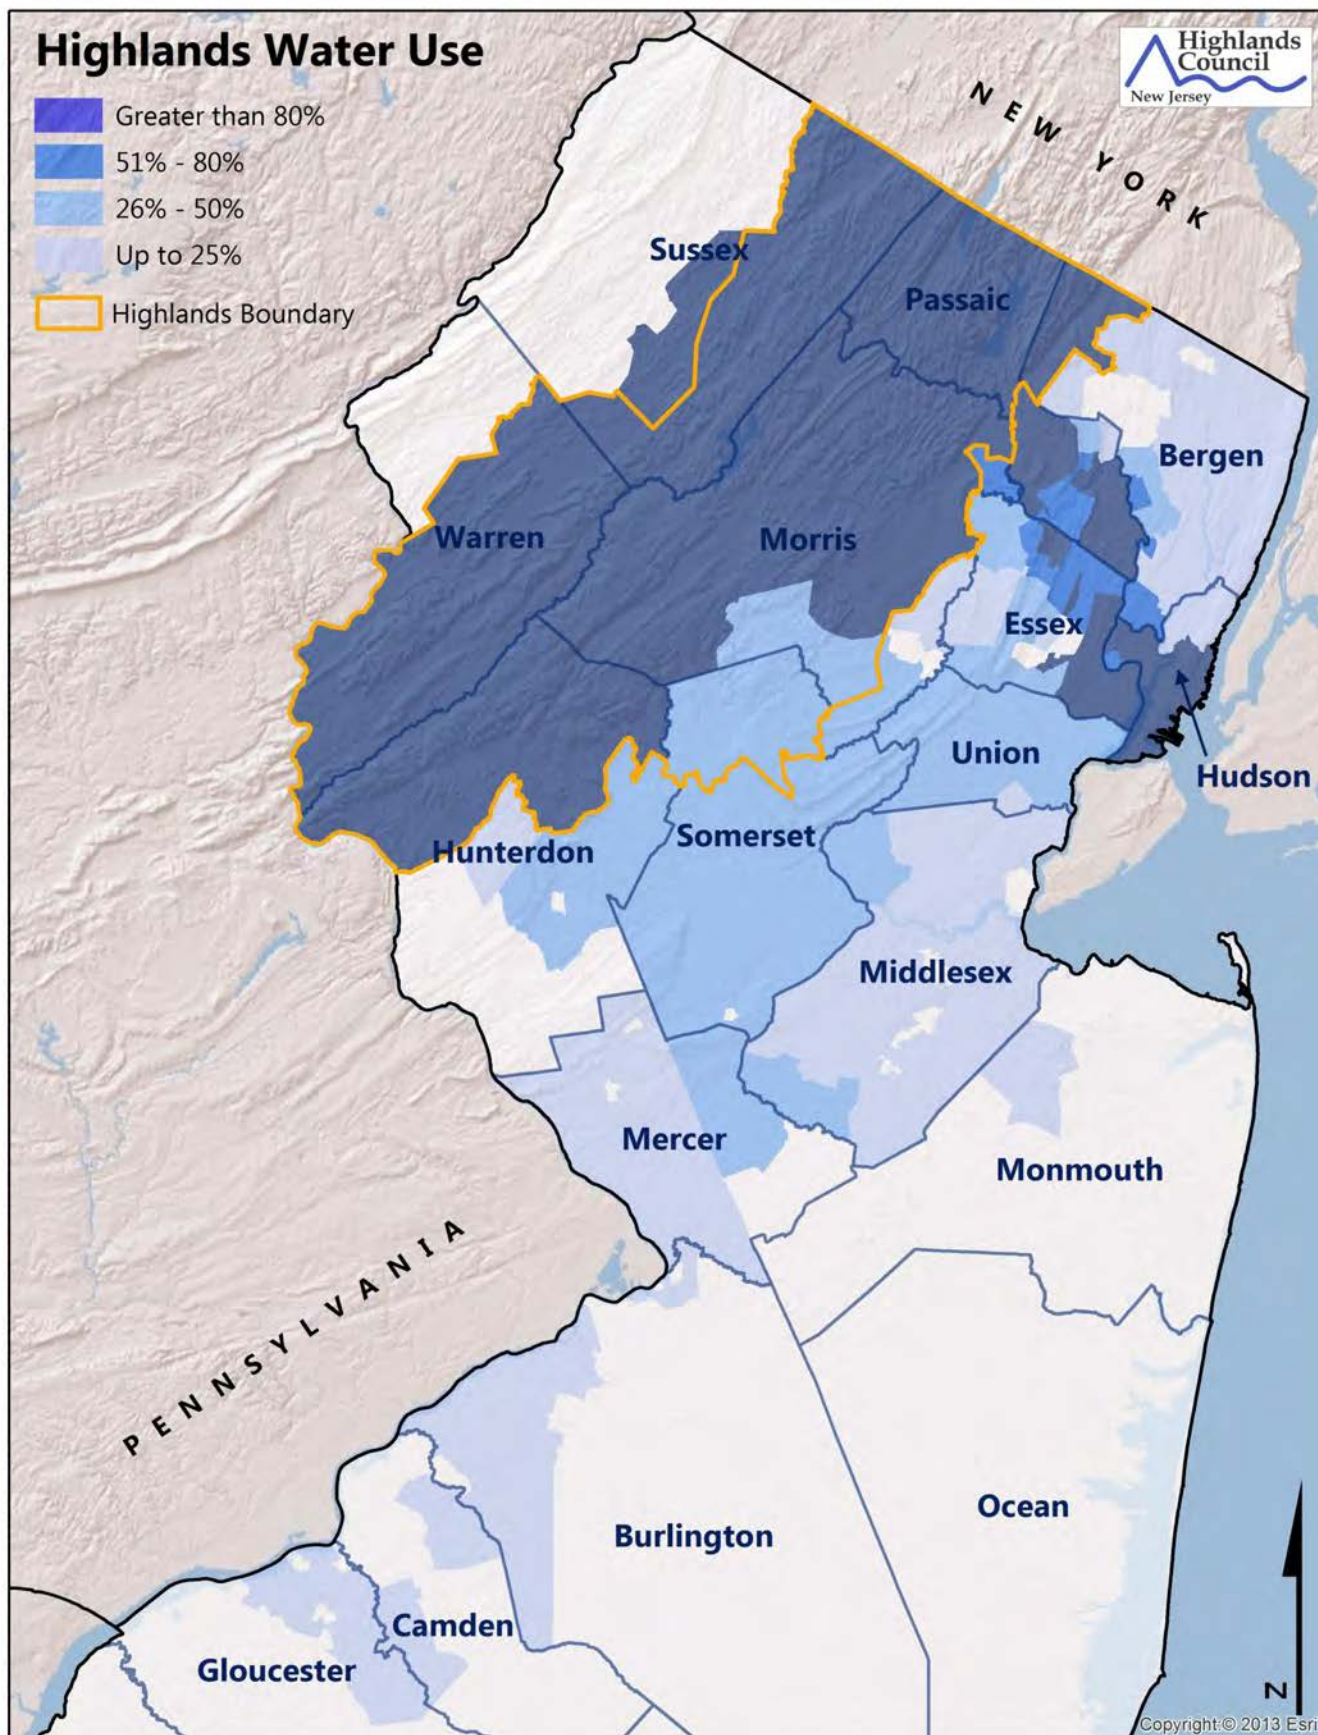 Highlands Water Use
Greater than 80%
51% - 80%
26% - 50%
Up to 25%
Highlands Boundary
Highlands
Council
New Jersey
NEW YORK
Sussex
Passaic
Bergen
Warren
Morris
Essex
Union
Hudson
Hunterdon
Somerset
Middlesex
Mercer
Monmouth
PENNSYLVANIA
Ocean
Burlington
Camden
Gloucester
N
Copyright:© 2013 Esri